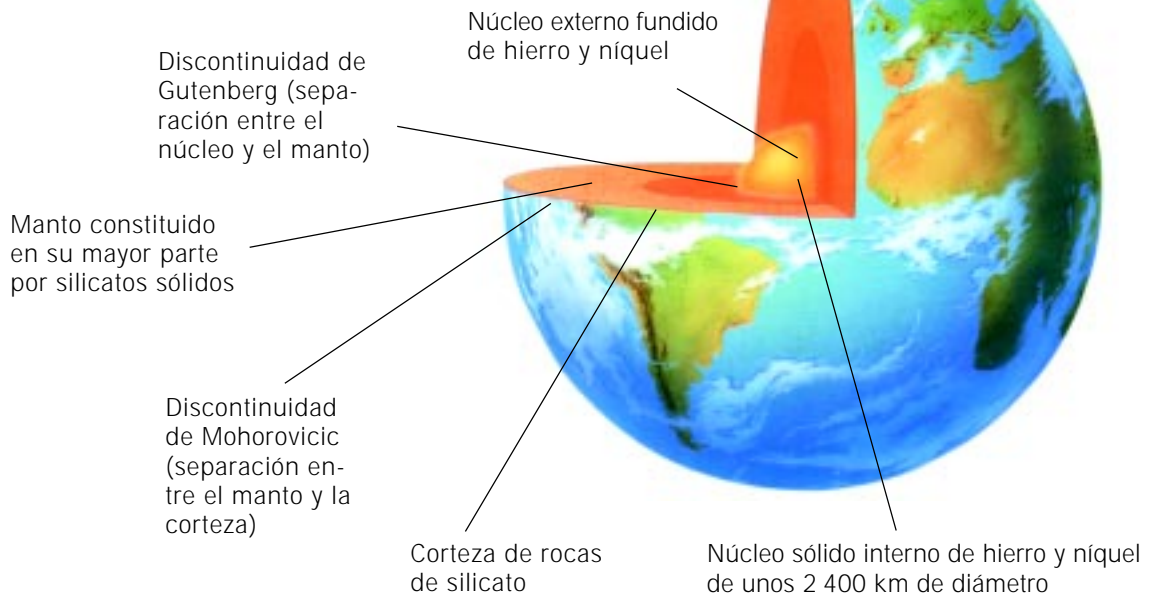 Núcleo externo fundido
de hierro y níquel
Discontinuidad de
Gutenberg (sepa-
ración entre el
núcleo y el manto)
Manto constituido
en su mayor parte
por silicatos sólidos
Discontinuidad
de Mohorovicic
(separación en-
tre el manto y la
corteza)
Corteza de rocas
de silicato
Núcleo sólido interno de hierro y níquel
de unos 2 400 km de diámetro